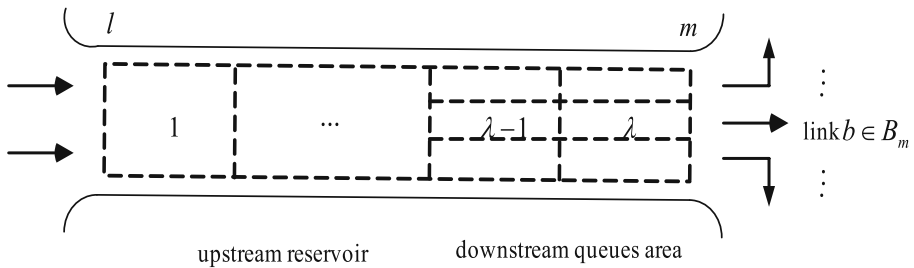 l
m
1
...
λ−1
λ
⋮
link b ∈ B_m
⋮
upstream reservoir
downstream queues area